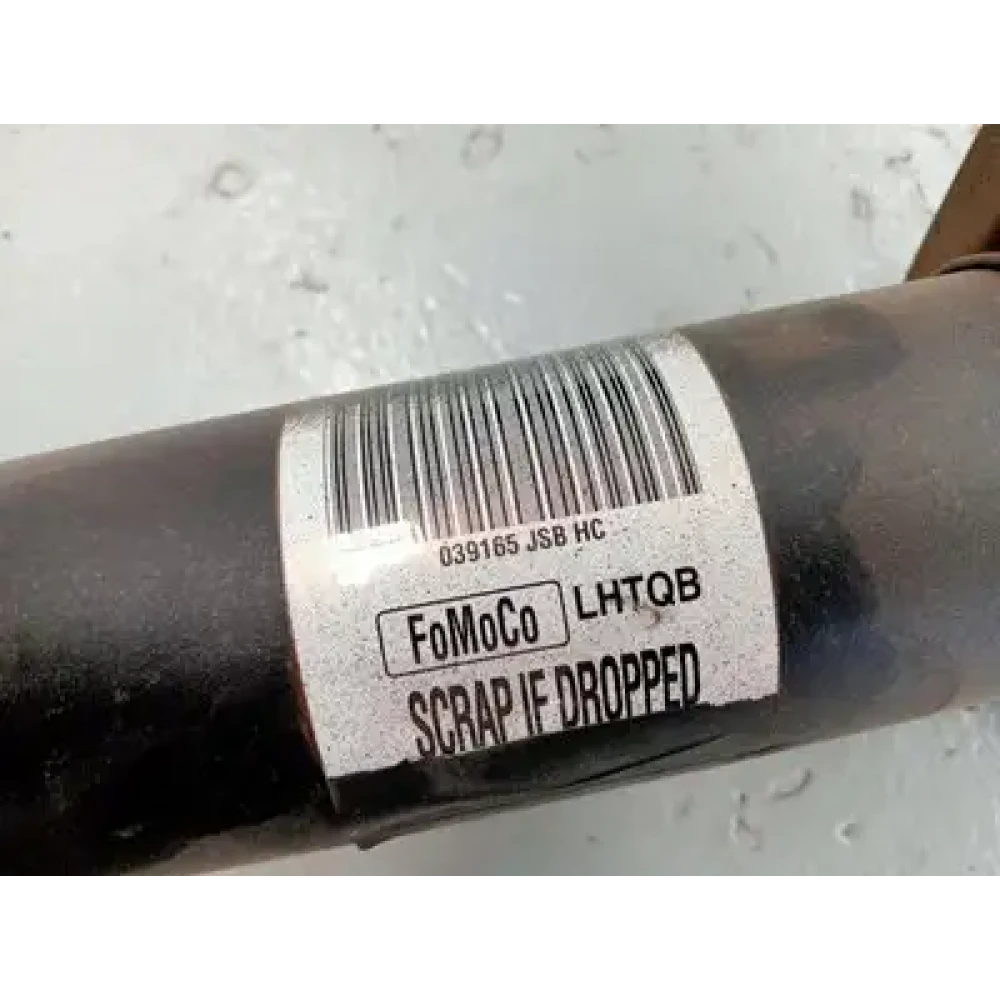 039165 JSB HC
FoMoCo LHTQB
SCRAP IF DROPPED